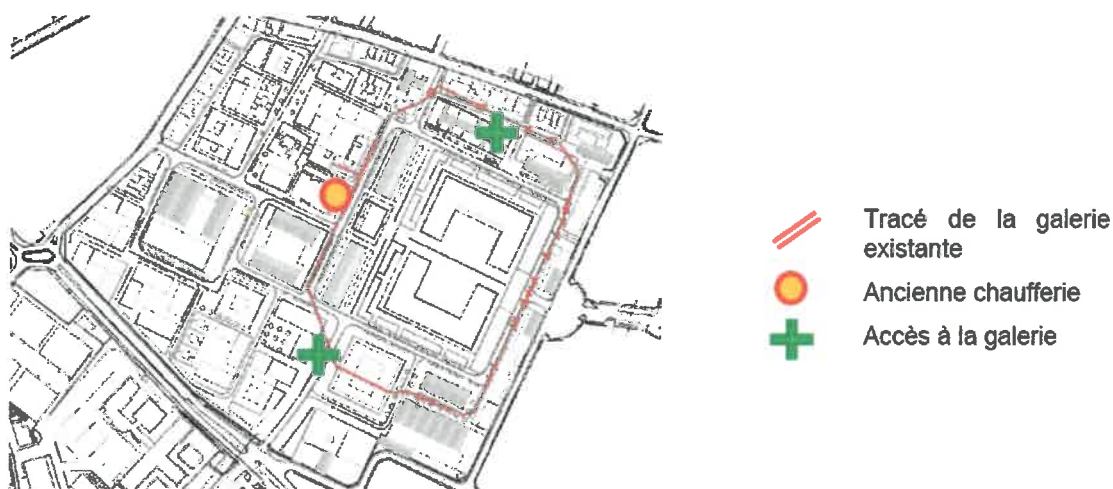 Tracé de la galerie
existante
Ancienne chaufferie
Accès à la galerie